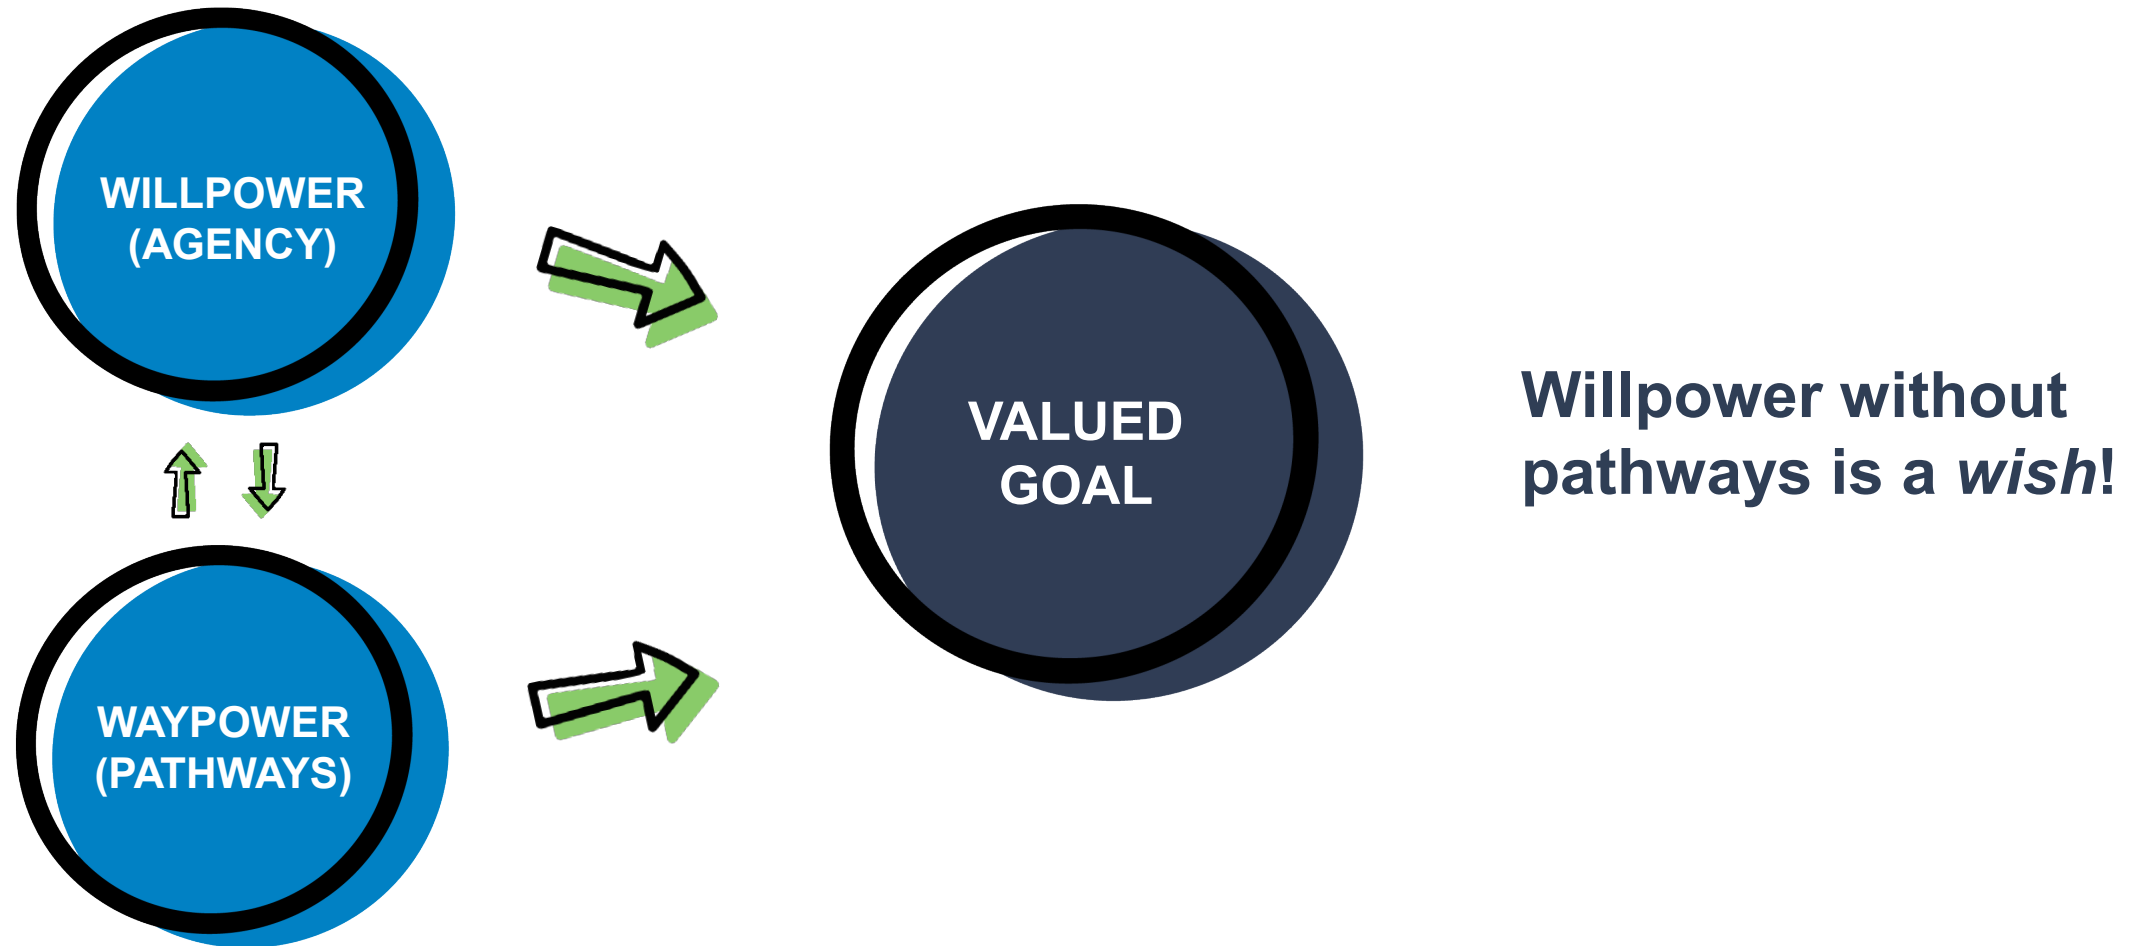 WILLPOWER
(AGENCY)
WAYPOWER
(PATHWAYS)
VALUED
GOAL
Willpower without
pathways is a wish!